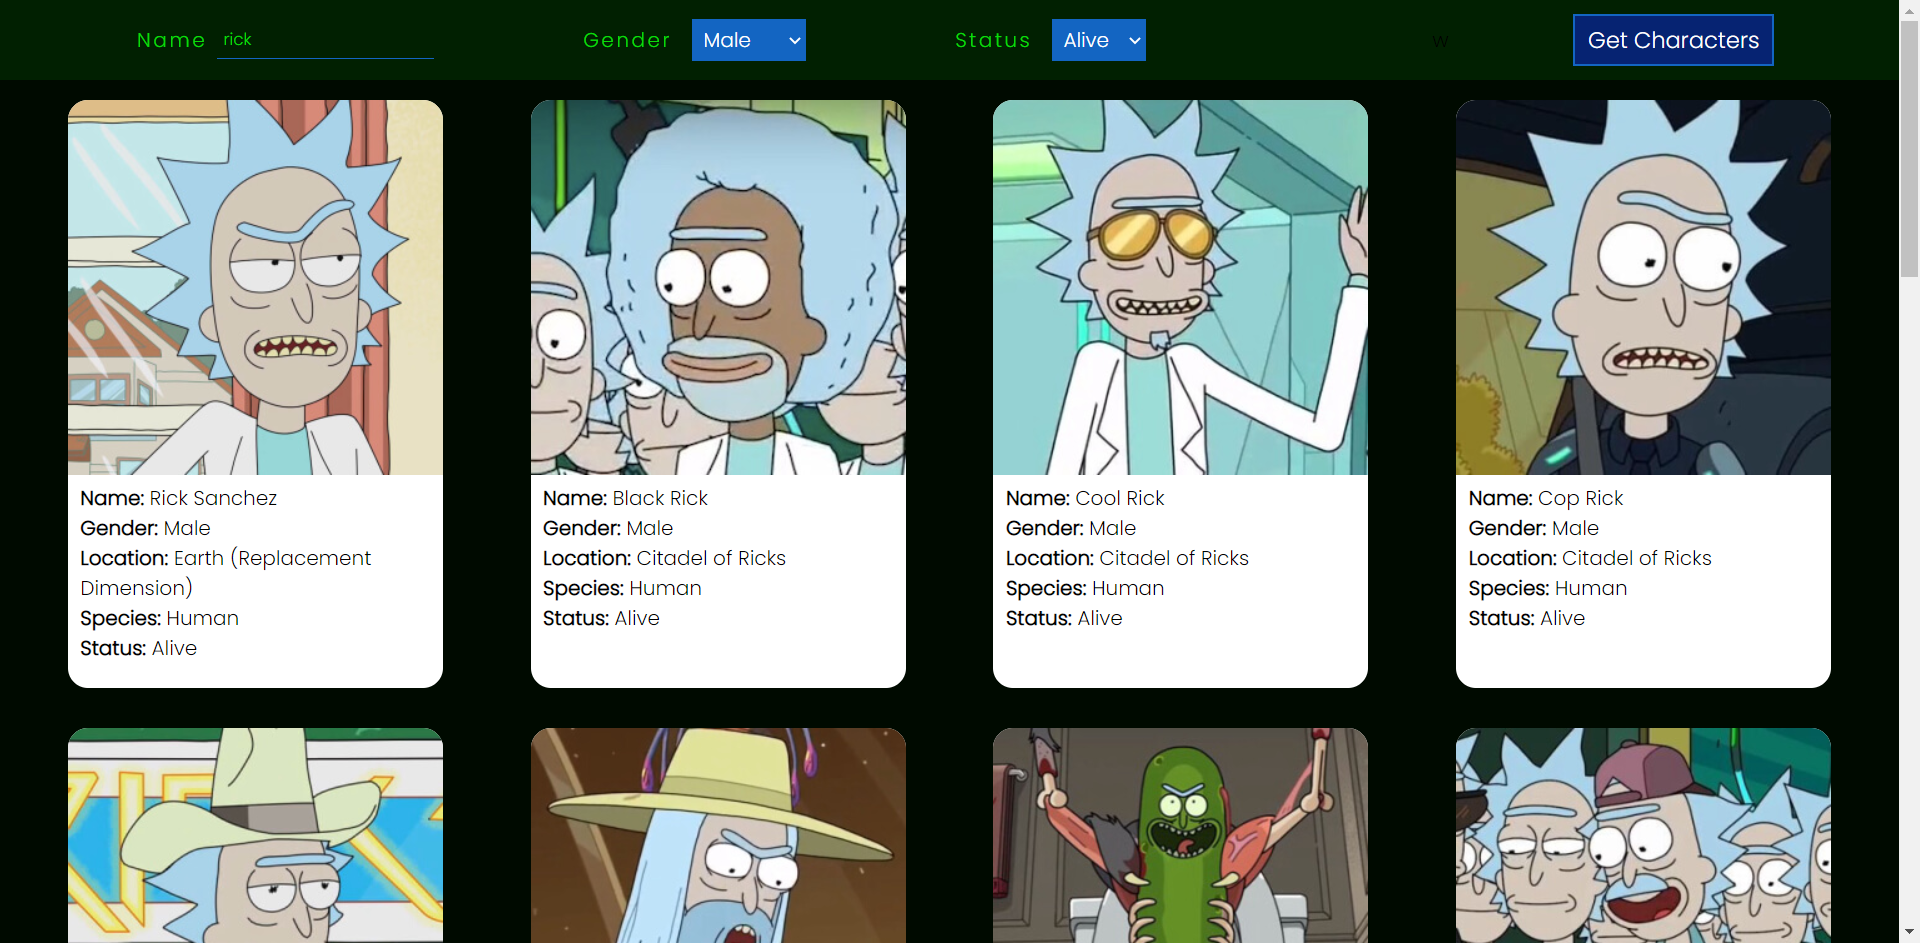 Name rick Gender Male Status Alive w Get Characters
Name: Rick Sanchez
Gender: Male
Location: Earth (Replacement
Dimension)
Species: Human
Status: Alive
Name: Black Rick
Gender: Male
Location: Citadel of Ricks
Species: Human
Status: Alive
Name: Cool Rick
Gender: Male
Location: Citadel of Ricks
Species: Human
Status: Alive
Name: Cop Rick
Gender: Male
Location: Citadel of Ricks
Species: Human
Status: Alive